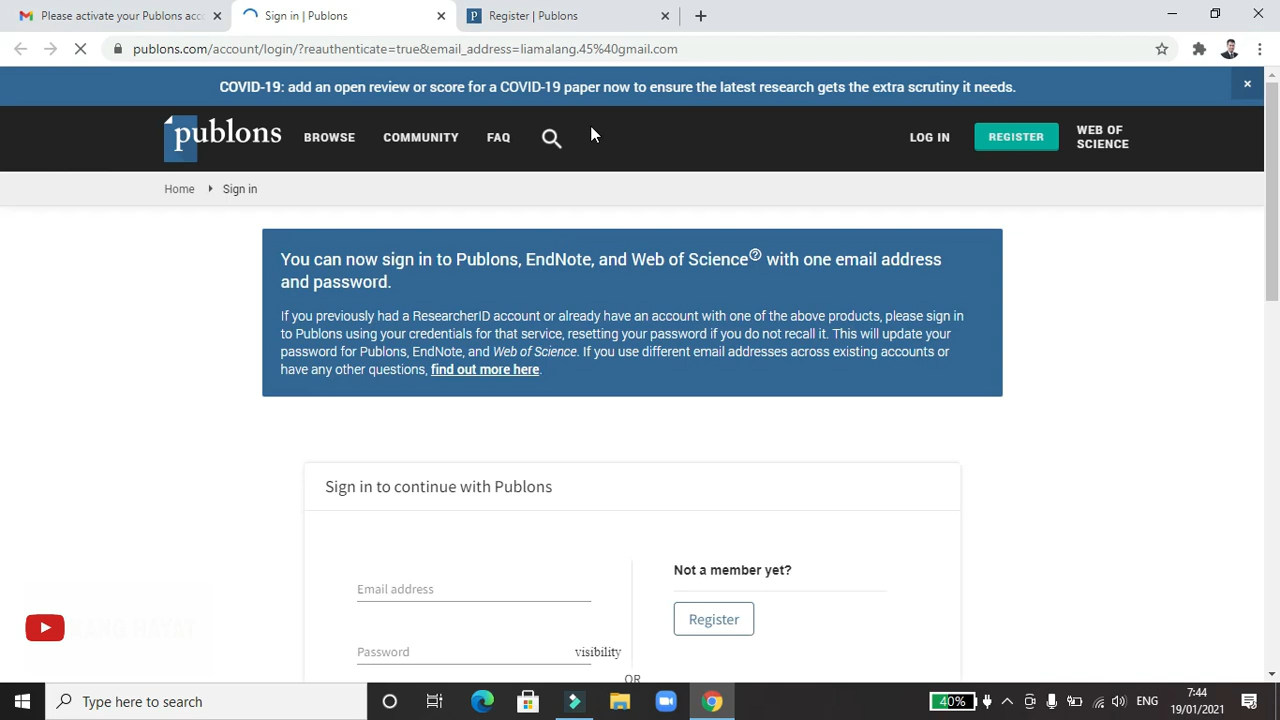 Please activate your Publons acco
Sign in | Publons
Register | Publons
publons.com/account/login/?reauthenticate=true&email_address=liamalang.45%40gmail.com
COVID-19: add an open review or score for a COVID-19 paper now to ensure the latest research gets the extra scrutiny it needs.
publons
BROWSE
COMMUNITY
FAQ
LOG IN
REGISTER
WEB OF
SCIENCE
Home
Sign in
You can now sign in to Publons, EndNote, and Web of Science? with one email address
and password.
If you previously had a ResearcherID account or already have an account with one of the above products, please sign in
to Publons using your credentials for that service, resetting your password if you do not recall it. This will update your
password for Publons, EndNote, and Web of Science. If you use different email addresses across existing accounts or
have any other questions, find out more here.
Sign in to continue with Publons
Email address
Not a member yet?
Register
Password
visibility
OR
Type here to search
40%
ENG
7:44
19/01/2021